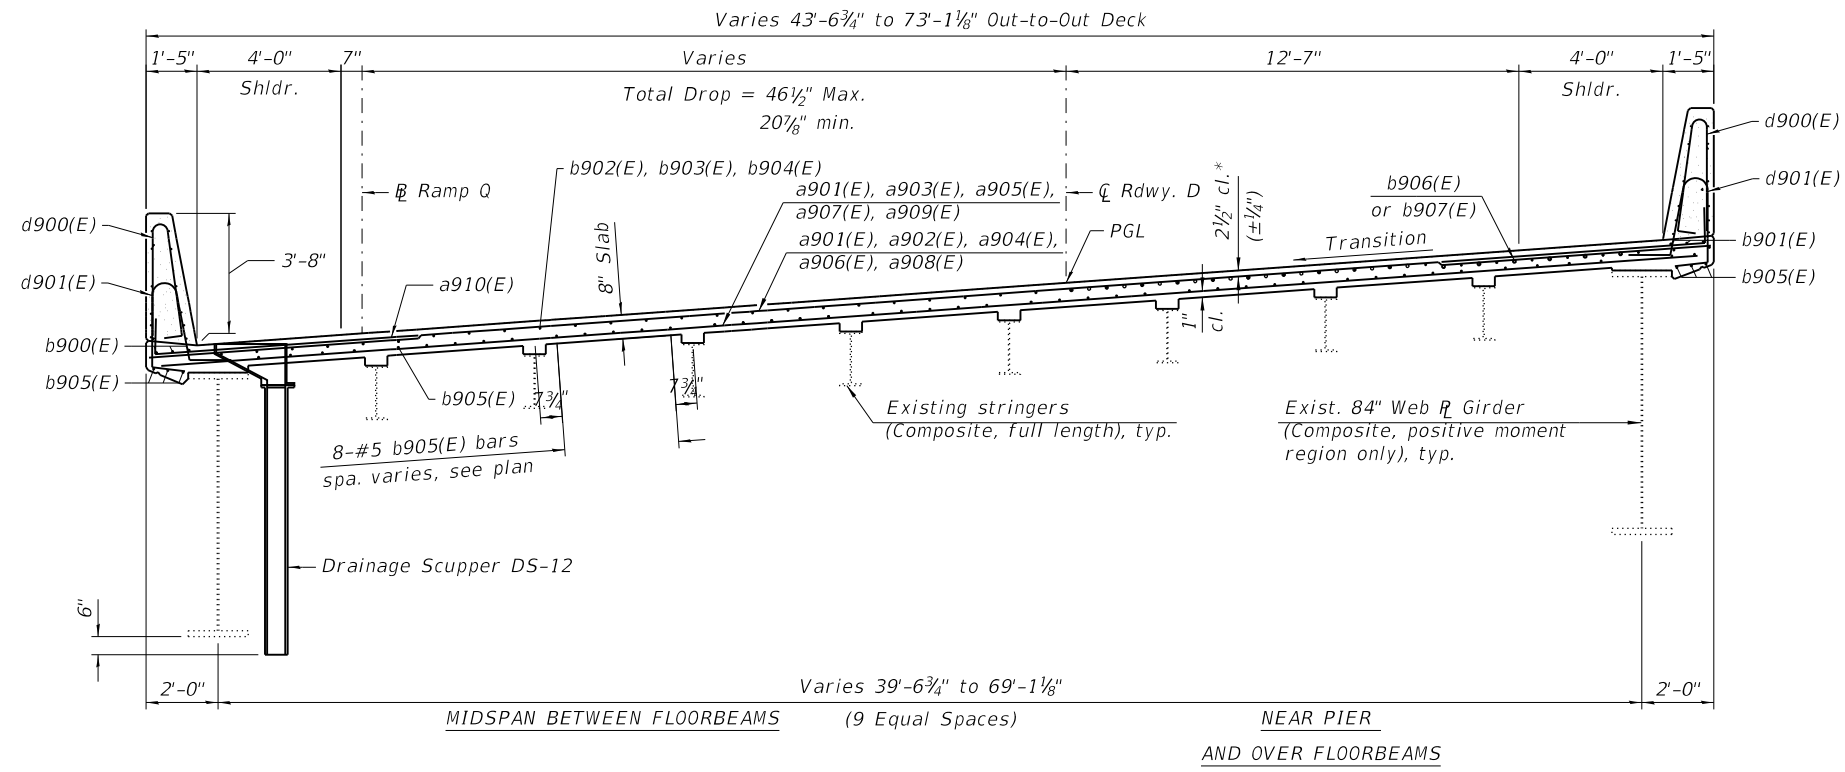 Varies 43'-6¾" to 73'-1⅛" Out-to-Out Deck
1'-5"
4'-0"
7"
Varies
12'-7"
4'-0"
1'-5"
Shldr.
Shldr.
Total Drop = 46½" Max.
20⅞" min.
d900(E)
b902(E), b903(E), b904(E)
2½" cl.*
(±¼")
d901(E)
℄ Rdwy. D
BL Ramp Q
a901(E), a903(E), a905(E),
a907(E), a909(E)
b906(E)
or b907(E)
d900(E)
PGL
a901(E), a902(E), a904(E),
a906(E), a908(E)
Transition
b901(E)
3'-8"
8" Slab
d901(E)
a910(E)
b905(E)
1"
cl.
b900(E)
b905(E)
b905(E)
7¾"
7¾"
Existing stringers
(Composite, full length), typ.
Exist. 84" Web PL Girder
(Composite, positive moment
region only), typ.
8-#5 b905(E) bars
spa. varies, see plan
Drainage Scupper DS-12
6"
2'-0"
Varies 39'-6¾" to 69'-1⅛"
2'-0"
MIDSPAN BETWEEN FLOORBEAMS
(9 Equal Spaces)
NEAR PIER
AND OVER FLOORBEAMS